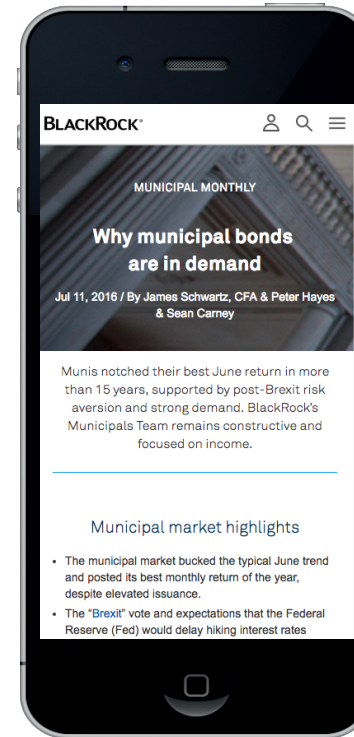 BLACKROCK®
MUNICIPAL MONTHLY
Why municipal bonds
are in demand
Jul 11, 2016 / By James Schwartz, CFA & Peter Hayes
& Sean Carney
Munis notched their best June return in more
than 15 years, supported by post-Brexit risk
aversion and strong demand. BlackRock's
Municipals Team remains constructive and
focused on income.
Municipal market highlights
• The municipal market bucked the typical June trend
and posted its best monthly return of the year,
despite elevated issuance.
• The "Brexit" vote and expectations that the Federal
Reserve (Fed) would delay hiking interest rates